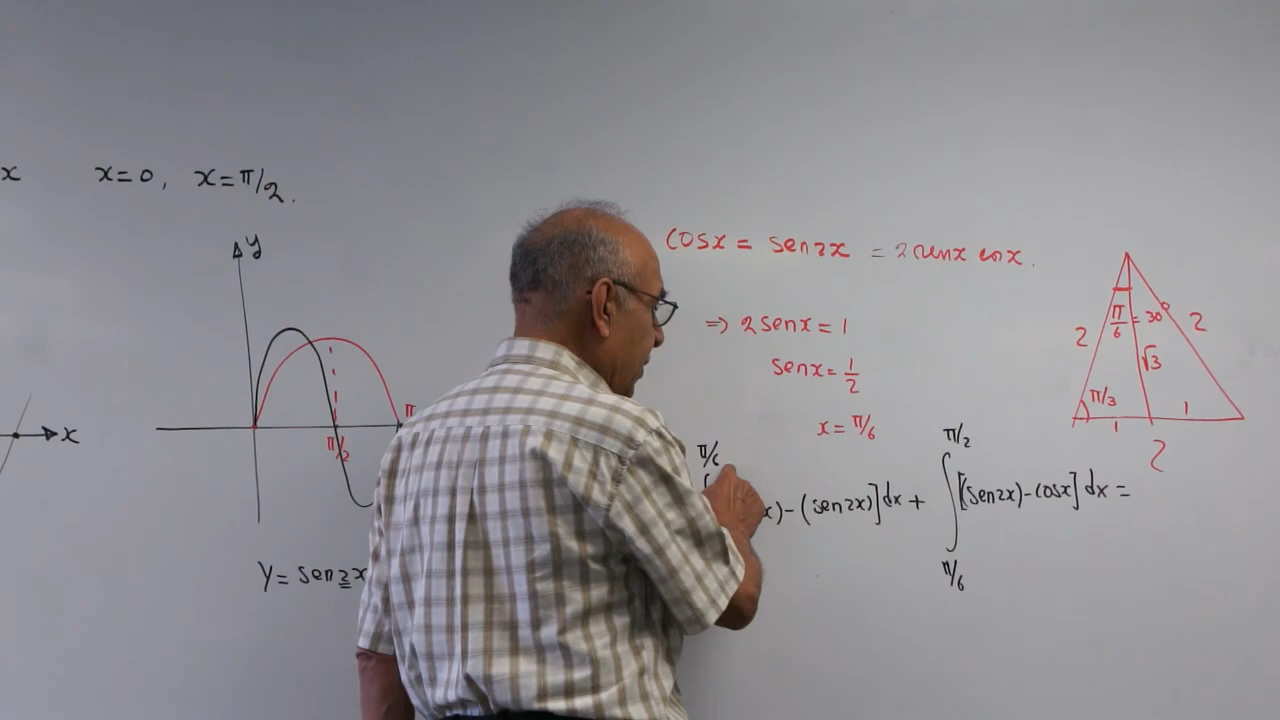 x x=0, x=π/2.
y
π
π/2
x
y= sen2x
cosx = sen2x = 2senx cosx.
⇒ 2senx = 1
senx = 1/2
x = π/6
π/6
x)-(sen2x)]dx + ∫[(sen2x)-cosx]dx =
π/2
π/6
2
π/6 = 30°
2
√3
π/3
1
1
2